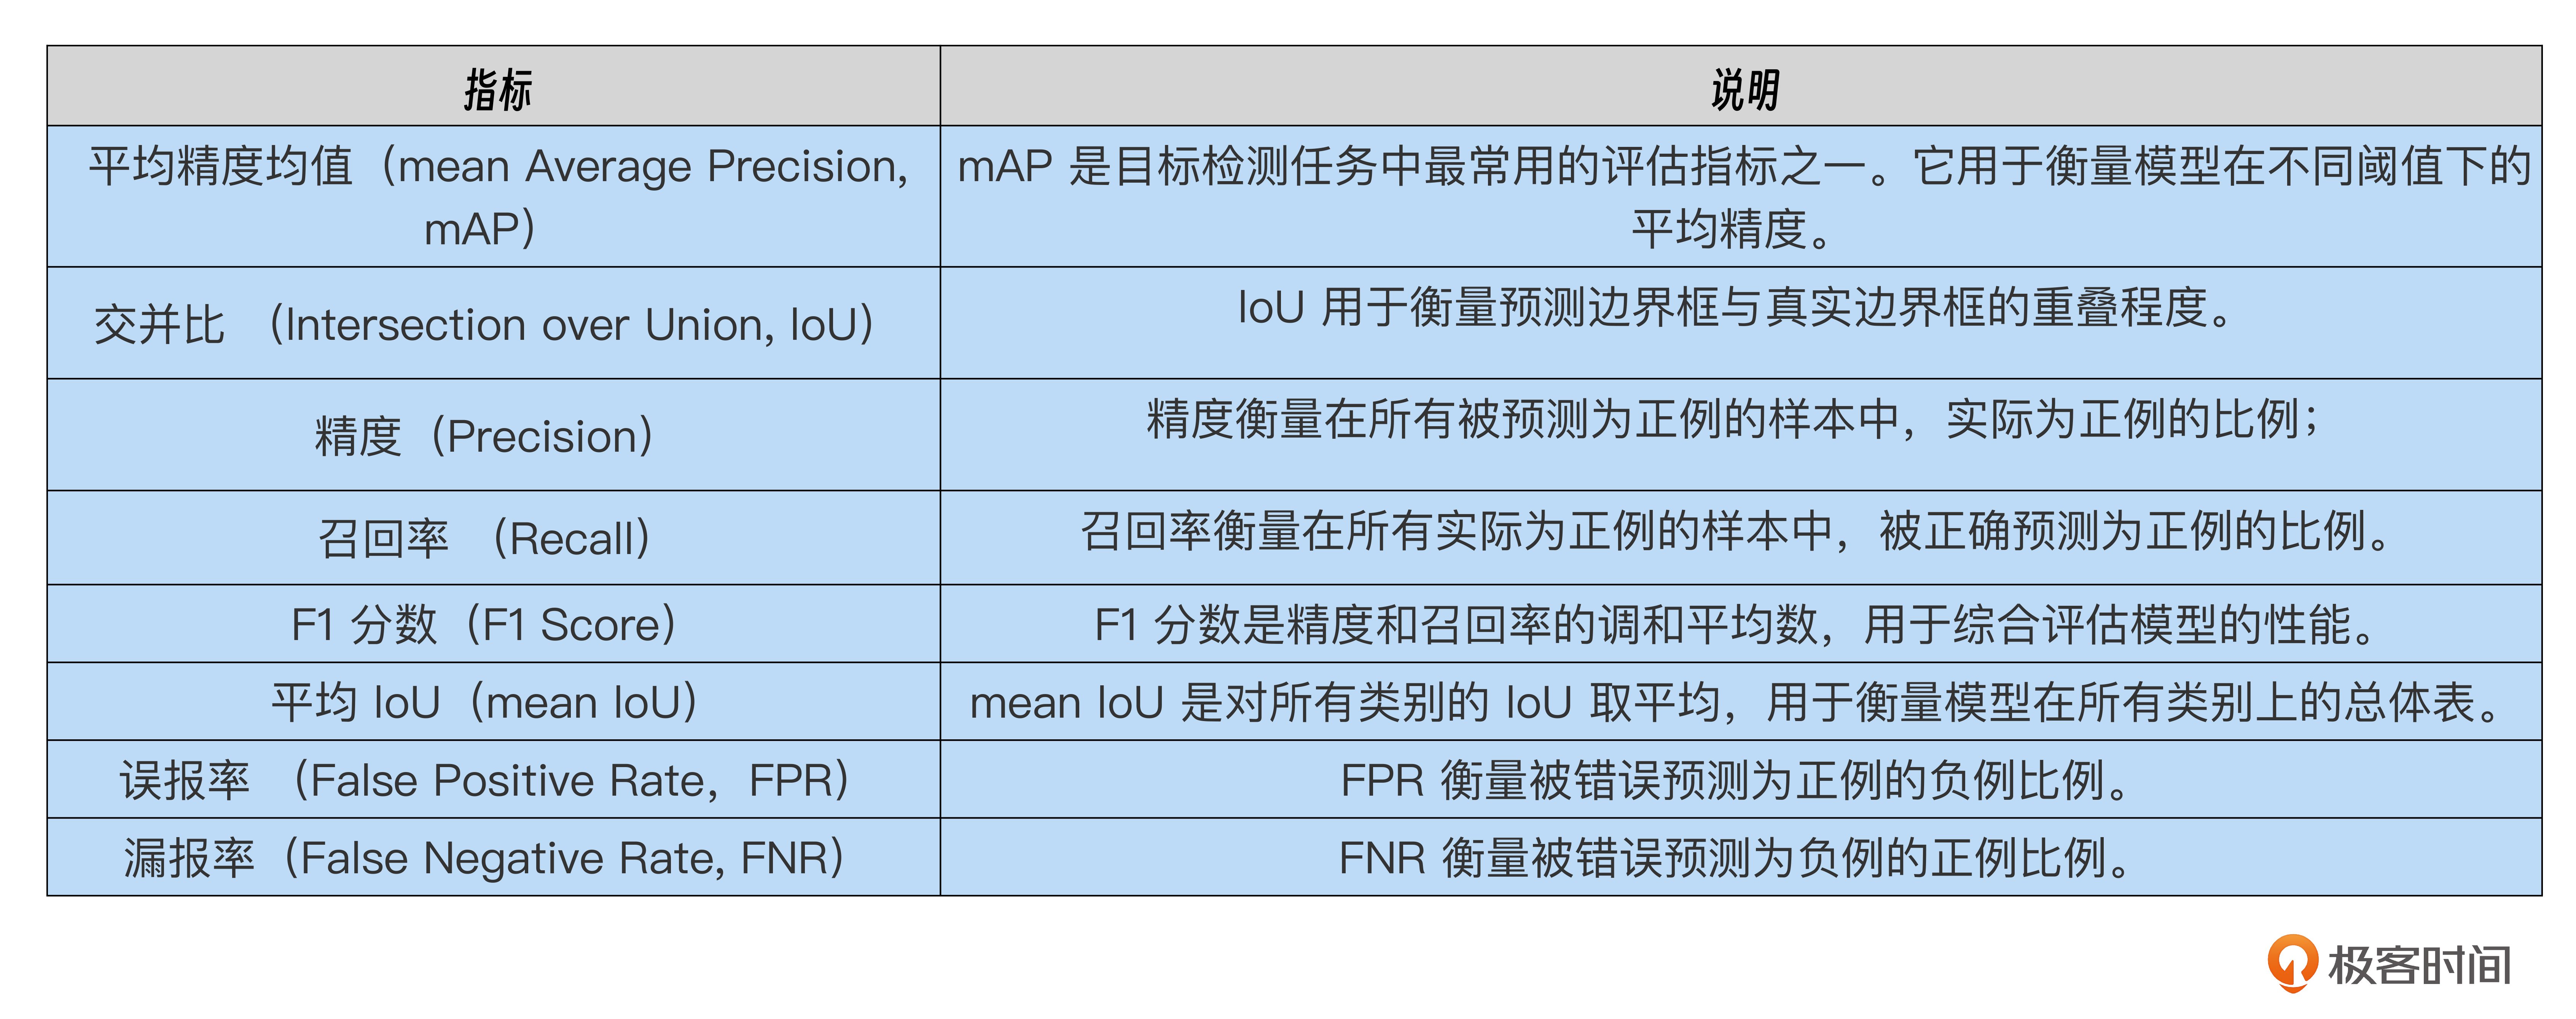 指标
说明
平均精度均值（mean Average Precision,
mAP）
mAP 是目标检测任务中最常用的评估指标之一。它用于衡量模型在不同阈值下的
平均精度。
交并比 （Intersection over Union, IoU）
IoU 用于衡量预测边界框与真实边界框的重叠程度。
精度（Precision）
精度衡量在所有被预测为正例的样本中，实际为正例的比例；
召回率 （Recall）
召回率衡量在所有实际为正例的样本中，被正确预测为正例的比例。
F1 分数（F1 Score）
F1 分数是精度和召回率的调和平均数，用于综合评估模型的性能。
平均 IoU（mean IoU）
mean IoU 是对所有类别的 IoU 取平均，用于衡量模型在所有类别上的总体表。
误报率 （False Positive Rate，FPR）
FPR 衡量被错误预测为正例的负例比例。
漏报率（False Negative Rate, FNR）
FNR 衡量被错误预测为负例的正例比例。
极客时间